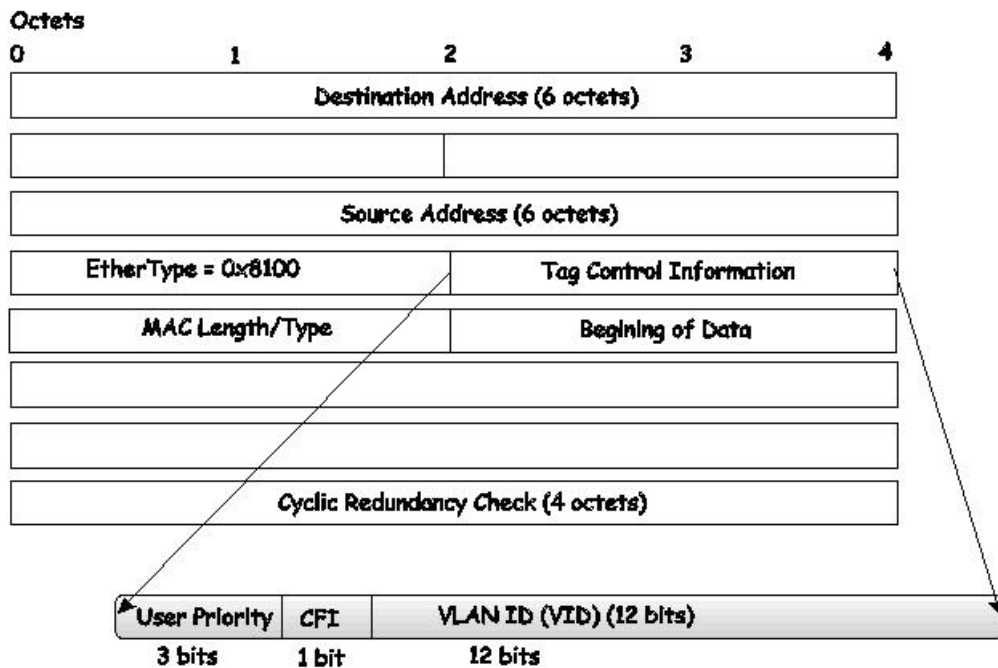 Octets
0 1 2 3 4
Destination Address (6 octets)
Source Address (6 octets)
EtherType = 0x8100 Tag Control Information
MAC Length/Type Begining of Data
Cyclic Redundancy Check (4 octets)
User Priority CFI VLAN ID (VID) (12 bits)
3 bits 1 bit 12 bits